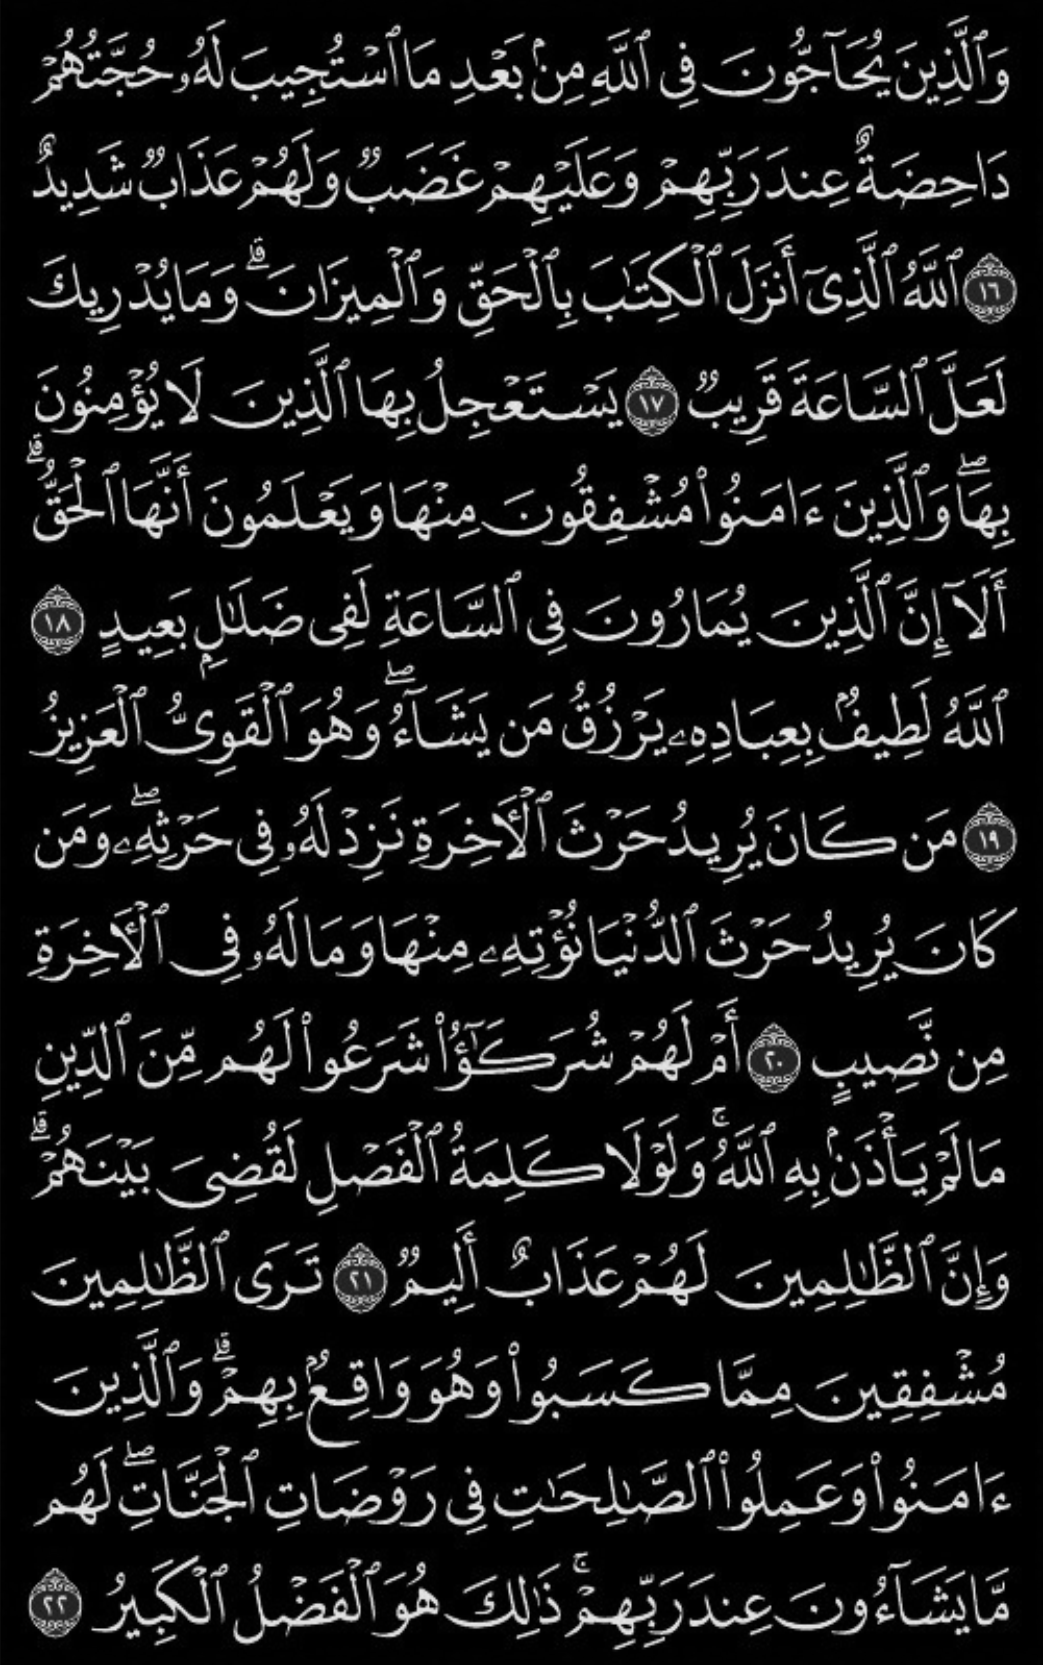 وَٱلَّذِينَ يُحَآجُّونَ فِى ٱللَّهِ مِنۢ بَعْدِ مَا ٱسْتُجِيبَ لَهُۥ حُجَّتُهُمْ
دَاحِضَةٌ عِندَ رَبِّهِمْ وَعَلَيْهِمْ غَضَبٌ وَلَهُمْ عَذَابٌ شَدِيدٌ
١٦ ٱللَّهُ ٱلَّذِىٓ أَنزَلَ ٱلْكِتَـٰبَ بِٱلْحَقِّ وَٱلْمِيزَانَ ۗ وَمَا يُدْرِيكَ
لَعَلَّ ٱلسَّاعَةَ قَرِيبٌ ١٧ يَسْتَعْجِلُ بِهَا ٱلَّذِينَ لَا يُؤْمِنُونَ
بِهَا ۖ وَٱلَّذِينَ ءَامَنُوا۟ مُشْفِقُونَ مِنْهَا وَيَعْلَمُونَ أَنَّهَا ٱلْحَقُّ ۗ
أَلَآ إِنَّ ٱلَّذِينَ يُمَارُونَ فِى ٱلسَّاعَةِ لَفِى ضَلَـٰلٍۭ بَعِيدٍ ١٨
ٱللَّهُ لَطِيفٌۢ بِعِبَادِهِۦ يَرْزُقُ مَن يَشَآءُ ۖ وَهُوَ ٱلْقَوِىُّ ٱلْعَزِيزُ
١٩ مَن كَانَ يُرِيدُ حَرْثَ ٱلْـَٔاخِرَةِ نَزِدْ لَهُۥ فِى حَرْثِهِۦ ۖ وَمَن
كَانَ يُرِيدُ حَرْثَ ٱلدُّنْيَا نُؤْتِهِۦ مِنْهَا وَمَا لَهُۥ فِى ٱلْـَٔاخِرَةِ
مِن نَّصِيبٍ ٢٠ أَمْ لَهُمْ شُرَكَـٰٓؤُا۟ شَرَعُوا۟ لَهُم مِّنَ ٱلدِّينِ
مَا لَمْ يَأْذَنۢ بِهِ ٱللَّهُ ۚ وَلَوْلَا كَلِمَةُ ٱلْفَصْلِ لَقُضِىَ بَيْنَهُمْ ۗ
وَإِنَّ ٱلظَّـٰلِمِينَ لَهُمْ عَذَابٌ أَلِيمٌ ٢١ تَرَى ٱلظَّـٰلِمِينَ
مُشْفِقِينَ مِمَّا كَسَبُوا۟ وَهُوَ وَاقِعٌۢ بِهِمْ ۗ وَٱلَّذِينَ
ءَامَنُوا۟ وَعَمِلُوا۟ ٱلصَّـٰلِحَـٰتِ فِى رَوْضَاتِ ٱلْجَنَّاتِ ۖ لَهُم
مَّا يَشَآءُونَ عِندَ رَبِّهِمْ ۚ ذَٰلِكَ هُوَ ٱلْفَضْلُ ٱلْكَبِيرُ ٢٢